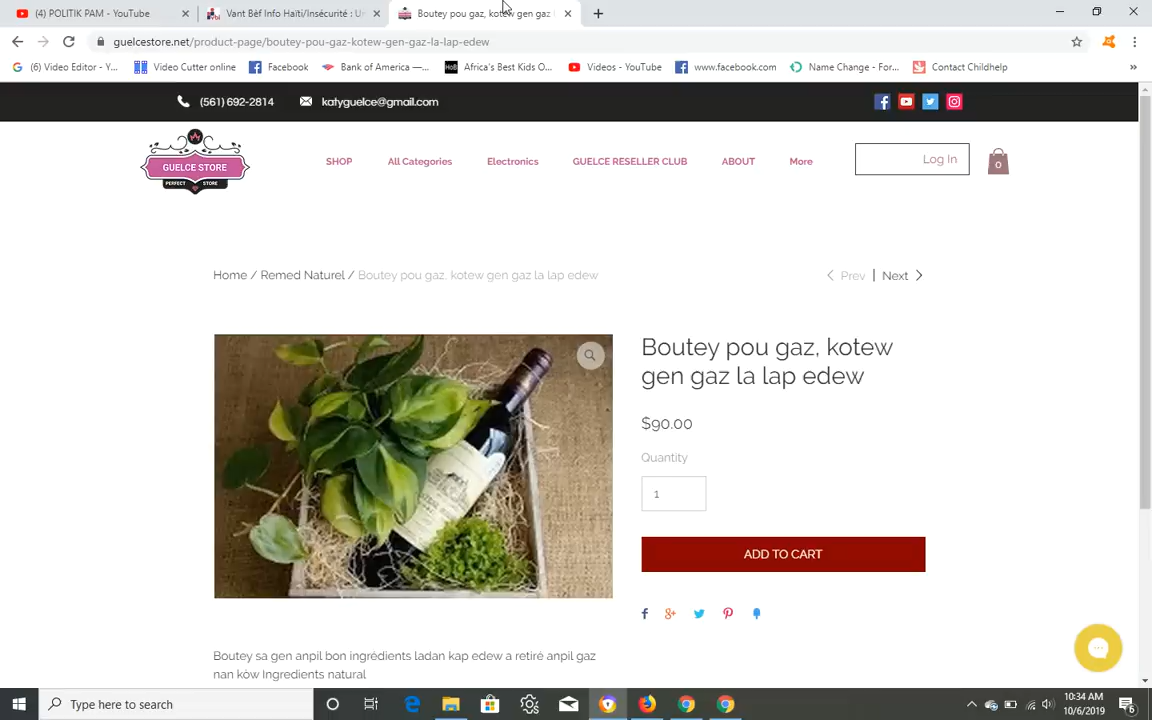 (4) POLITIK PAM - YouTube
Vant Bèf Info Haïti/Insécurité : U
Boutey pou gaz, kotew gen gaz
guelcestore.net/product-page/boutey-pou-gaz-kotew-gen-gaz-la-lap-edew
(6) Video Editor - Y...
Video Cutter online
Facebook
Bank of America —...
Africa's Best Kids O...
Videos - YouTube
www.facebook.com
Name Change - For...
Contact Childhelp
»
(561) 692-2814
katyguelce@gmail.com
GUELCE STORE
PERFECT STORE
SHOP
All Categories
Electronics
GUELCE RESELLER CLUB
ABOUT
More
Log In
0
Home / Remed Naturel / Boutey pou gaz, kotew gen gaz la lap edew
Prev | Next
Boutey pou gaz, kotew
gen gaz la lap edew
$90.00
Quantity
1
ADD TO CART
Boutey sa gen anpil bon ingrédients ladan kap edew a retiré anpil gaz
nan kòw Ingredients natural
Type here to search
10:34 AM
10/6/2019
6